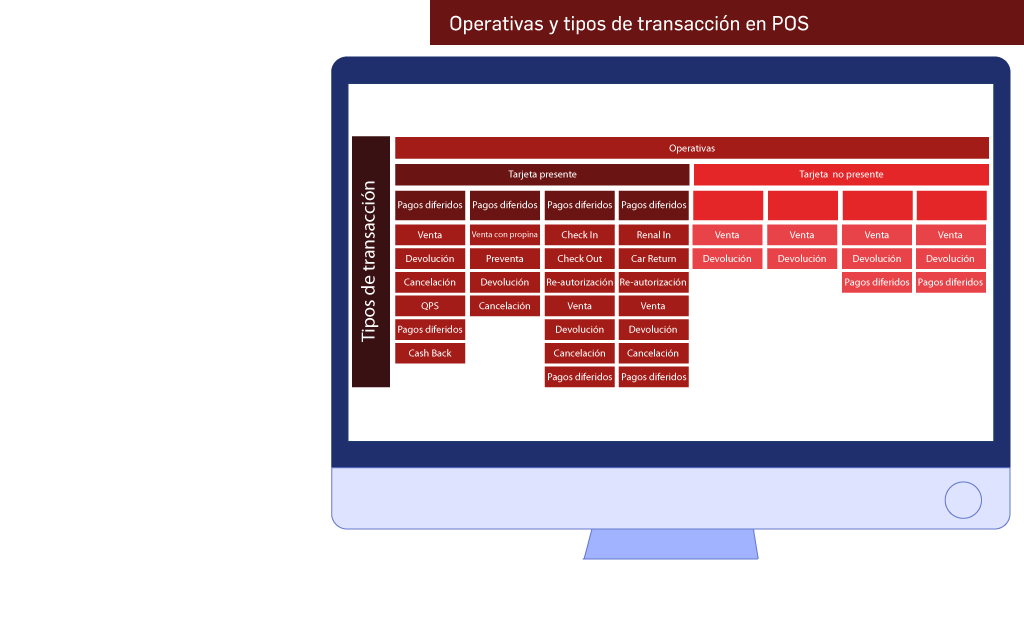 Operativas y tipos de transacción en POS
Tipos de transacción
Operativas
Tarjeta presente
Tarjeta no presente
Pagos diferidos
Pagos diferidos
Pagos diferidos
Pagos diferidos
Venta
Venta con propina
Check In
Renal In
Venta
Venta
Venta
Venta
Devolución
Preventa
Check Out
Car Return
Devolución
Devolución
Devolución
Devolución
Cancelación
Devolución
Re-autorización
Re-autorización
Pagos diferidos
Pagos diferidos
QPS
Cancelación
Venta
Venta
Pagos diferidos
Devolución
Devolución
Cash Back
Cancelación
Cancelación
Pagos diferidos
Pagos diferidos